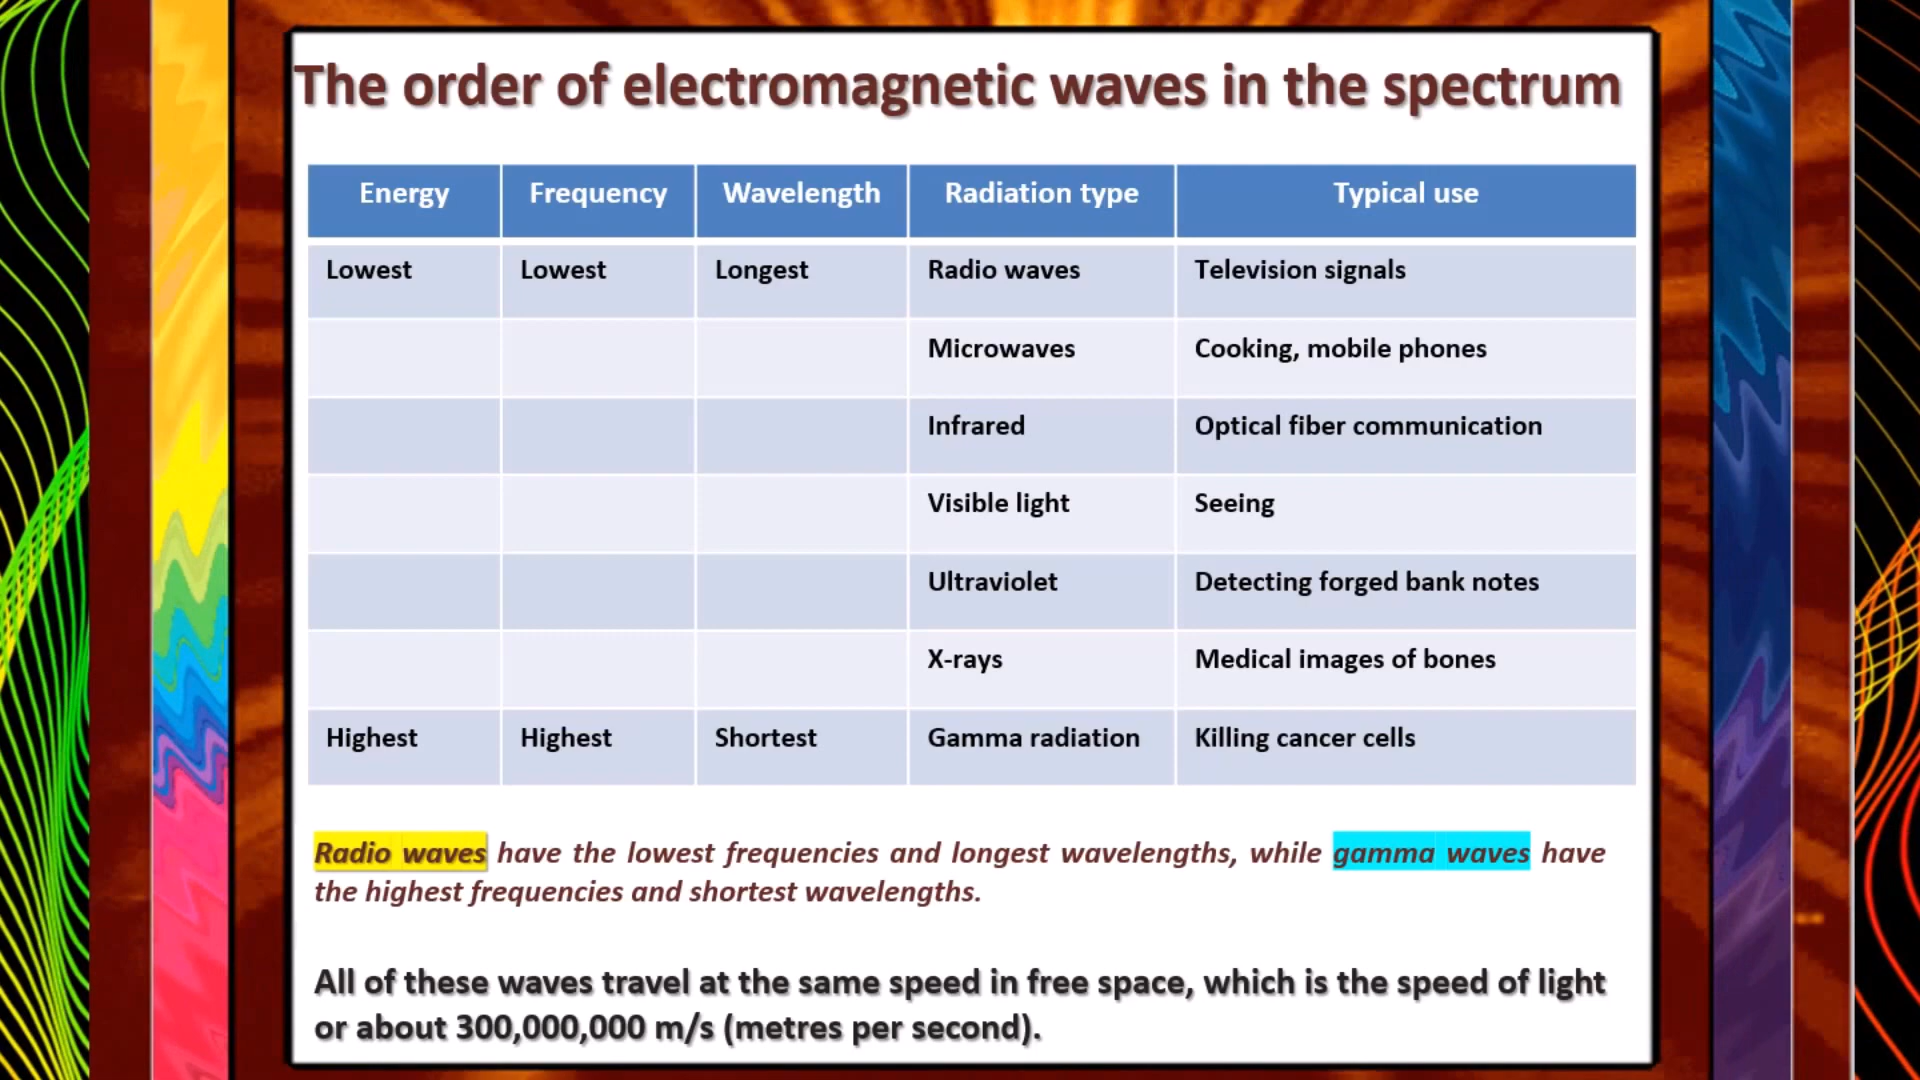 The order of electromagnetic waves in the spectrum
Energy Frequency Wavelength Radiation type Typical use
Lowest Lowest Longest Radio waves Television signals
Microwaves Cooking, mobile phones
Infrared Optical fiber communication
Visible light Seeing
Ultraviolet Detecting forged bank notes
X-rays Medical images of bones
Highest Highest Shortest Gamma radiation Killing cancer cells
Radio waves have the lowest frequencies and longest wavelengths, while gamma waves have
the highest frequencies and shortest wavelengths.
All of these waves travel at the same speed in free space, which is the speed of light
or about 300,000,000 m/s (metres per second).